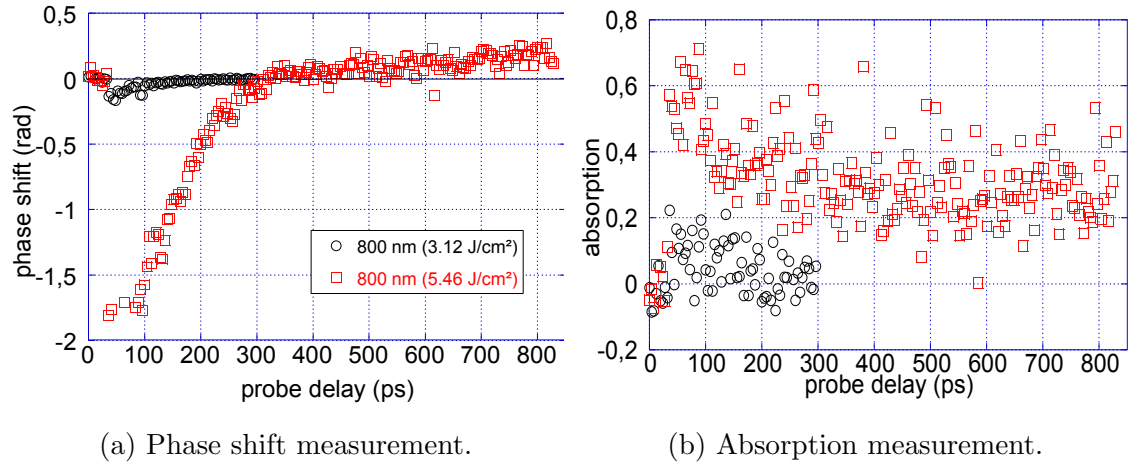 0,5
0
-0,5
-1
-1,5
-2
phase shift (rad)
800 nm (3.12 J/cm²)
800 nm (5.46 J/cm²)
0 100 200 300 400 500 600 700 800
probe delay (ps)
(a) Phase shift measurement.
0,8
0,6
0,4
0,2
0
-0,2
absorption
0 100 200 300 400 500 600 700 800
probe delay (ps)
(b) Absorption measurement.